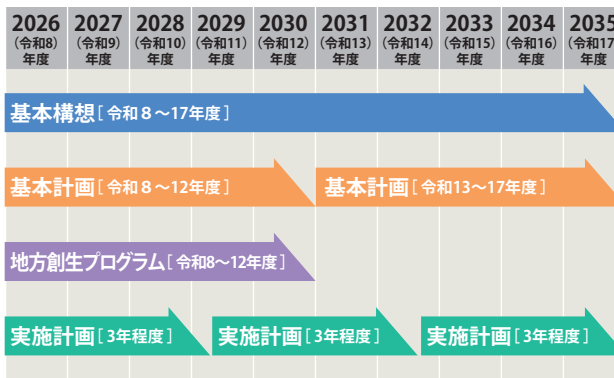 2026 2027 2028 2029 2030 2031 2032 2033 2034 2035
(令和8) (令和9) (令和10) (令和11) (令和12) (令和13) (令和14) (令和15) (令和16) (令和17
年度 年度 年度 年度 年度 年度 年度 年度 年度 年度
基本構想[ 令和8～17年度 ]
基本計画[ 令和8～12年度 ] 基本計画[ 令和13～17年度 ]
地方創生プログラム[ 令和8～12年度 ]
実施計画[ 3年程度 ] 実施計画[ 3年程度 ] 実施計画[ 3年程度 ]